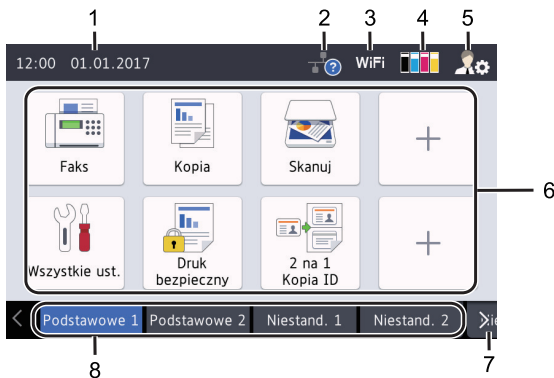 1 2 3 4 5
12:00 01.01.2017 ? WiFi
Faks Kopia Skanuj +
6
Wszystkie ust. Druk bezpieczny 2 na 1 Kopia ID +
< Podstawowe 1 Podstawowe 2 Niestand. 1 Niestand. 2 >
8 7